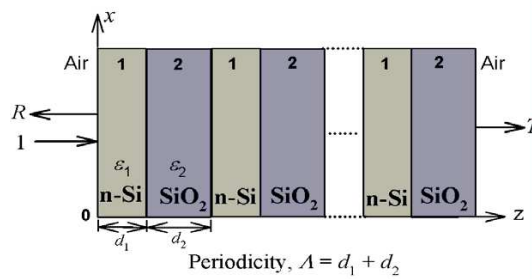 x
Air 1 2 1 2 1 2 Air
R
1
T
ε₁ ε₂
n-Si SiO₂ n-Si SiO₂ n-Si SiO₂
0 z
d₁ d₂
Periodicity, Λ = d₁ + d₂